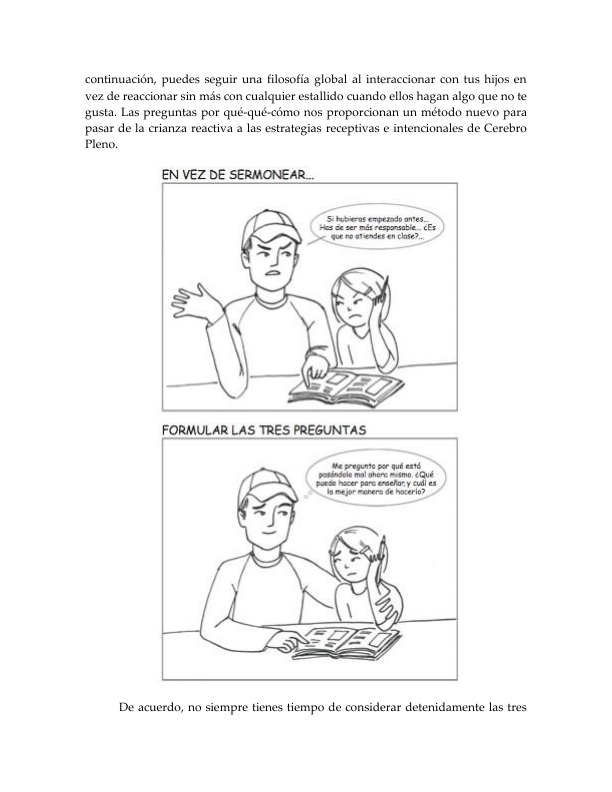 continuación, puedes seguir una filosofía global al interaccionar con tus hijos en
vez de reaccionar sin más con cualquier estallido cuando ellos hagan algo que no te
gusta. Las preguntas por qué-qué-cómo nos proporcionan un método nuevo para
pasar de la crianza reactiva a las estrategias receptivas e intencionales de Cerebro
Pleno.
EN VEZ DE SERMONEAR...
Si hubieras empezado antes...
Has de ser más responsable... ¿Es
que no atiendes en clase?...
FORMULAR LAS TRES PREGUNTAS
Me pregunto por qué está
pasándolo mal ahora mismo. ¿Qué
puedo hacer para enseñar, y cuál es
la mejor manera de hacerlo?
De acuerdo, no siempre tienes tiempo de considerar detenidamente las tres